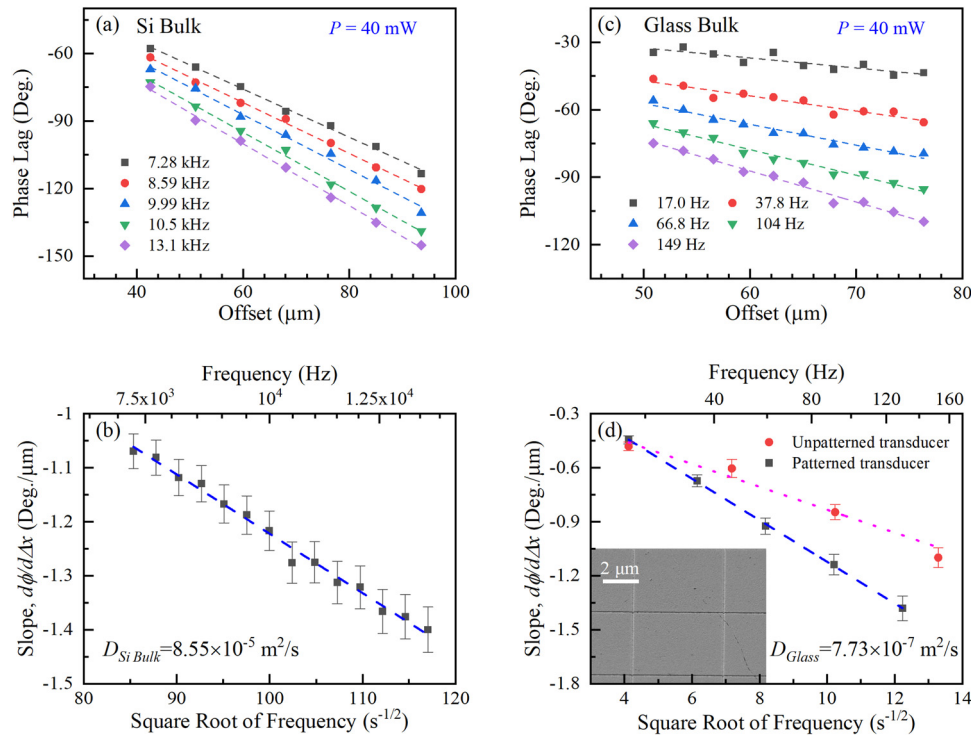 (a) Si Bulk P = 40 mW
-60
-90
-120
-150
Phase Lag (Deg.)
7.28 kHz
8.59 kHz
9.99 kHz
10.5 kHz
13.1 kHz
40 60 80 100
Offset (μm)
(c) Glass Bulk P = 40 mW
-30
-60
-90
-120
Phase Lag (Deg.)
17.0 Hz 37.8 Hz
66.8 Hz 104 Hz
149 Hz
50 60 70 80
Offset (μm)
Frequency (Hz)
7.5x10³ 10⁴ 1.25x10⁴
(b)
-1
-1.1
-1.2
-1.3
-1.4
-1.5
Slope, dϕ/dΔx (Deg./μm)
D_Si Bulk=8.55×10⁻⁵ m²/s
80 90 100 110 120
Square Root of Frequency (s⁻¹/²)
Frequency (Hz)
40 80 120 160
(d)
Unpatterned transducer
Patterned transducer
-0.3
-0.6
-0.9
-1.2
-1.5
-1.8
Slope, dϕ/dΔx (Deg./μm)
2 μm
D_Glass=7.73×10⁻⁷ m²/s
4 6 8 10 12 14
Square Root of Frequency (s⁻¹/²)